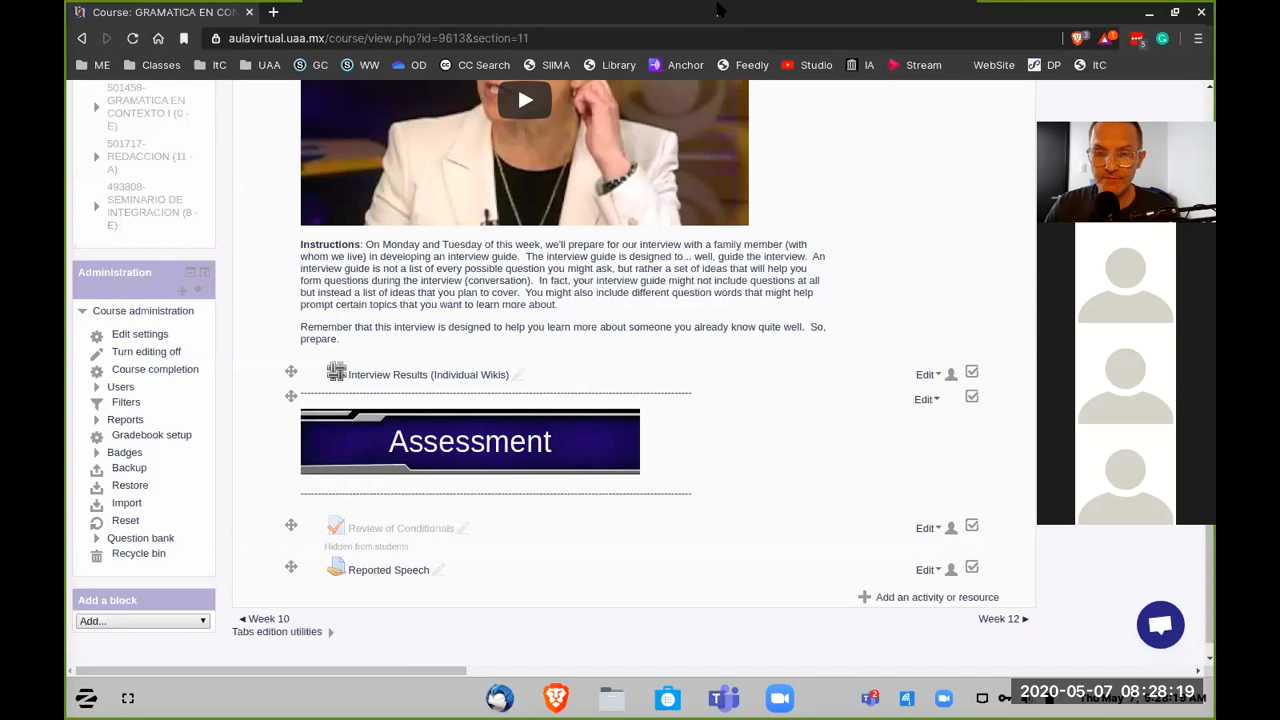 Course: GRAMATICA EN CON
aulavirtual.uaa.mx/course/view.php?id=9613&section=11
3
1
5
ME
Classes
ItC
UAA
GC
WW
OD
CC Search
SIIMA
Library
Anchor
Feedly
Studio
IA
Stream
WebSite
DP
ItC
501458-
GRAMATICA EN
CONTEXTO I (0 -
E)
501717-
REDACCION (11 -
A)
493808-
SEMINARIO DE
INTEGRACION (8 -
E)
Administration
Course administration
Edit settings
Turn editing off
Course completion
Users
Filters
Reports
Gradebook setup
Badges
Backup
Restore
Import
Reset
Question bank
Recycle bin
Add a block
Add...
Instructions: On Monday and Tuesday of this week, we'll prepare for our interview with a family member (with
whom we live) in developing an interview guide. The interview guide is designed to... well, guide the interview. An
interview guide is not a list of every possible question you might ask, but rather a set of ideas that will help you
form questions during the interview (conversation). In fact, your interview guide might not include questions at all
but instead a list of ideas that you plan to cover. You might also include different question words that might help
prompt certain topics that you want to learn more about.
Remember that this interview is designed to help you learn more about someone you already know quite well. So,
prepare.
Interview Results (Individual Wikis)
Edit
Edit
Assessment
Review of Conditionals
Edit
Hidden from students
Reported Speech
Edit
Add an activity or resource
Week 10
Week 12
Tabs edition utilities
2
2020-05-07 08:28:19